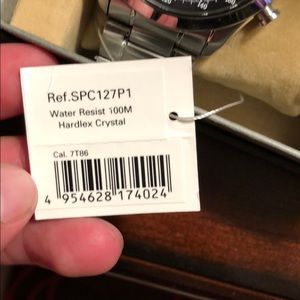 Ref.SPC127P1
Water Resist 100M
Hardlex Crystal
Cal. 7T86
4 954628 174024